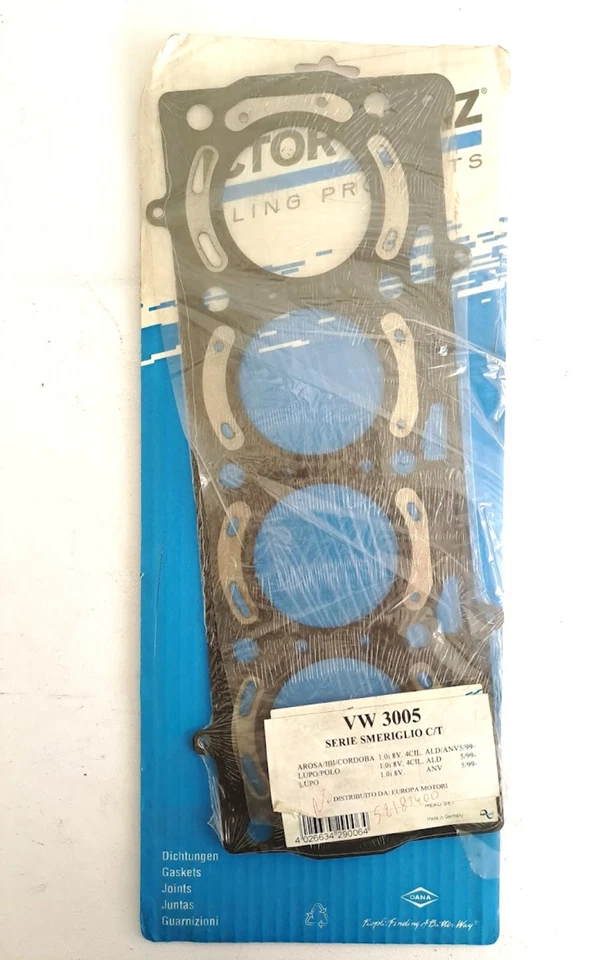 CTOR Z®
LING PRO TS
VW 3005
SERIE SMERIGLIO C/T
AROSA/IBI/CORDOBA 1.0i 8V. 4CIL. ALD/ANV 5/99-
LUPO/POLO 1.0i 8V. 4CIL. ALD 5/99-
LUPO 1.0i 8V. ANV 5/99-
DISTRIBUITO DA: EUROPA MOTORI
Made in Germany
4 026634 290064
Dichtungen
Gaskets
Joints
Juntas
Guarnizioni
DANA
People Finding A Better Way®